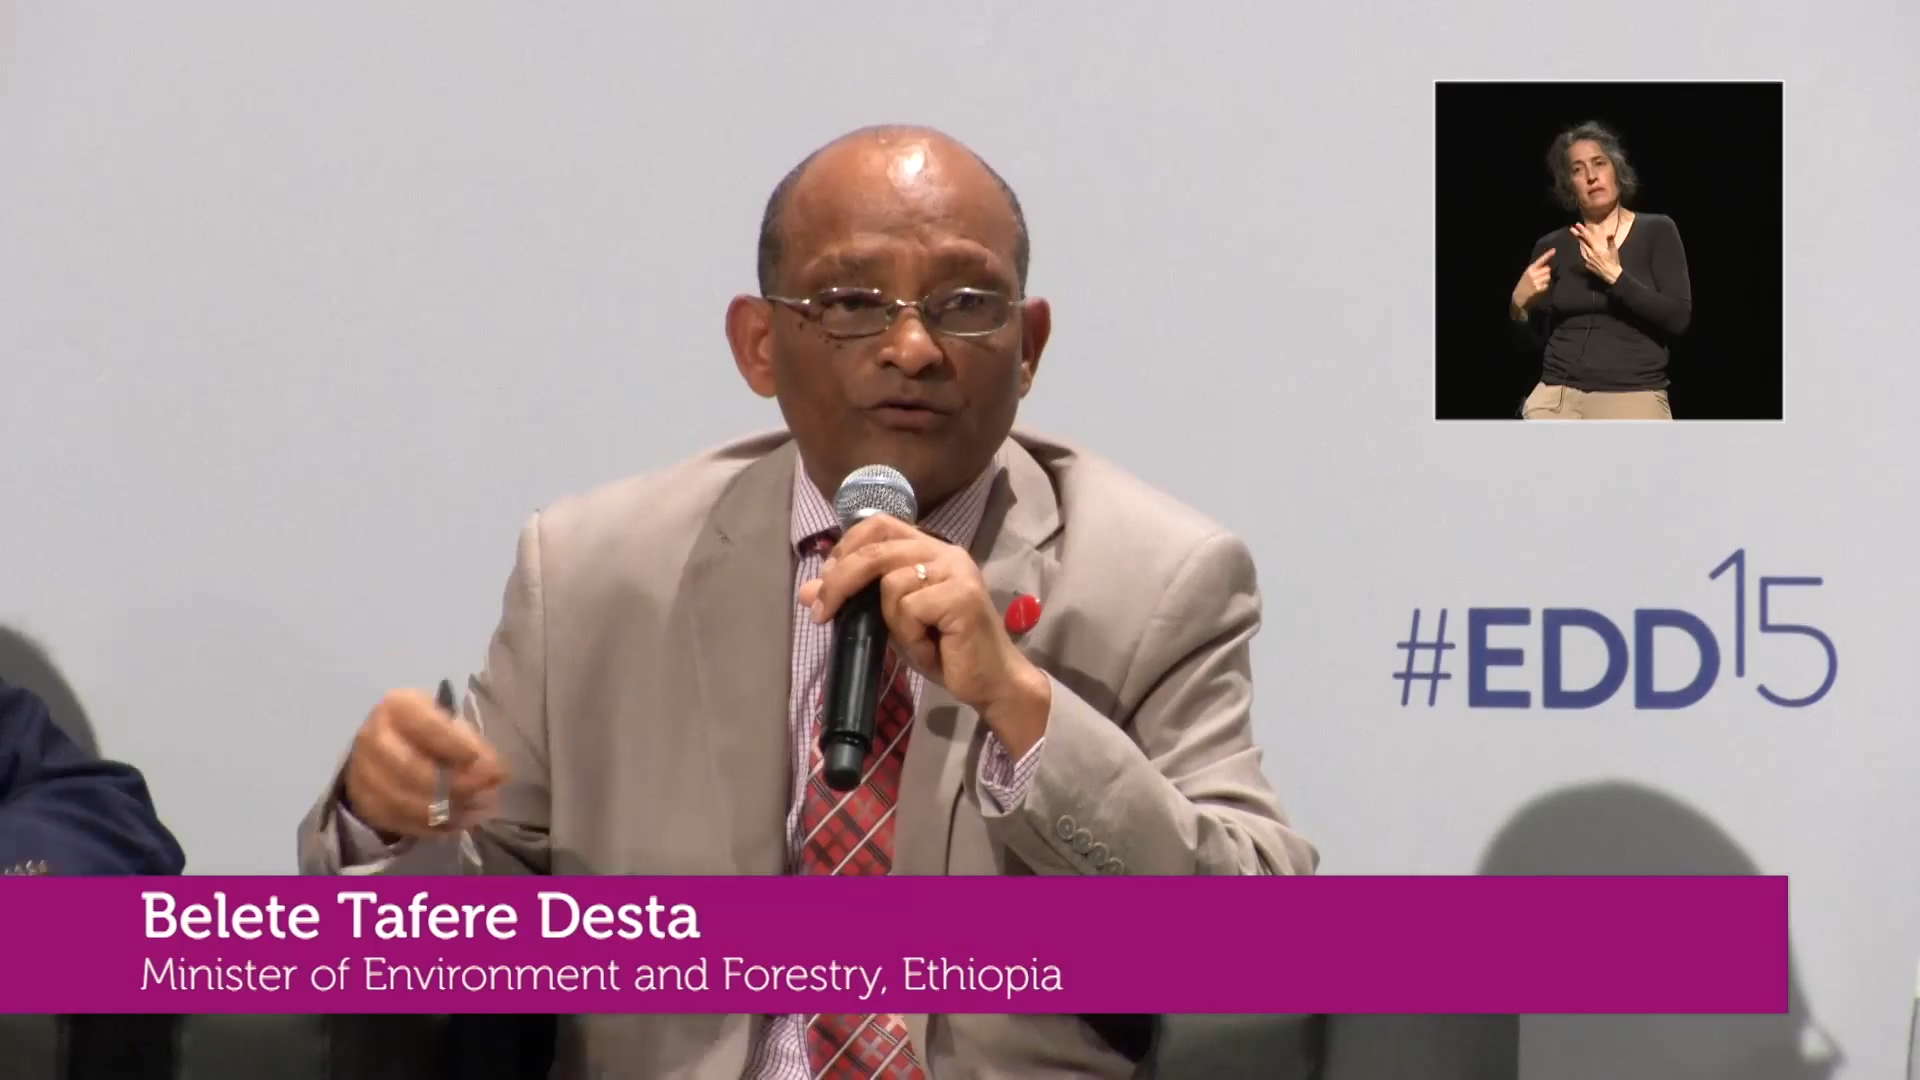 #EDD15
Belete Tafere Desta
Minister of Environment and Forestry, Ethiopia